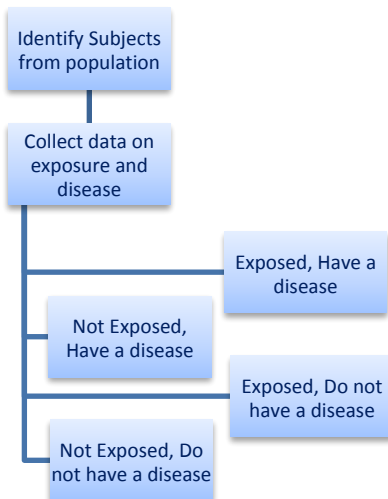 Identify Subjects
from population
Collect data on
exposure and
disease
Exposed, Have a
disease
Not Exposed,
Have a disease
Exposed, Do not
have a disease
Not Exposed, Do
not have a disease